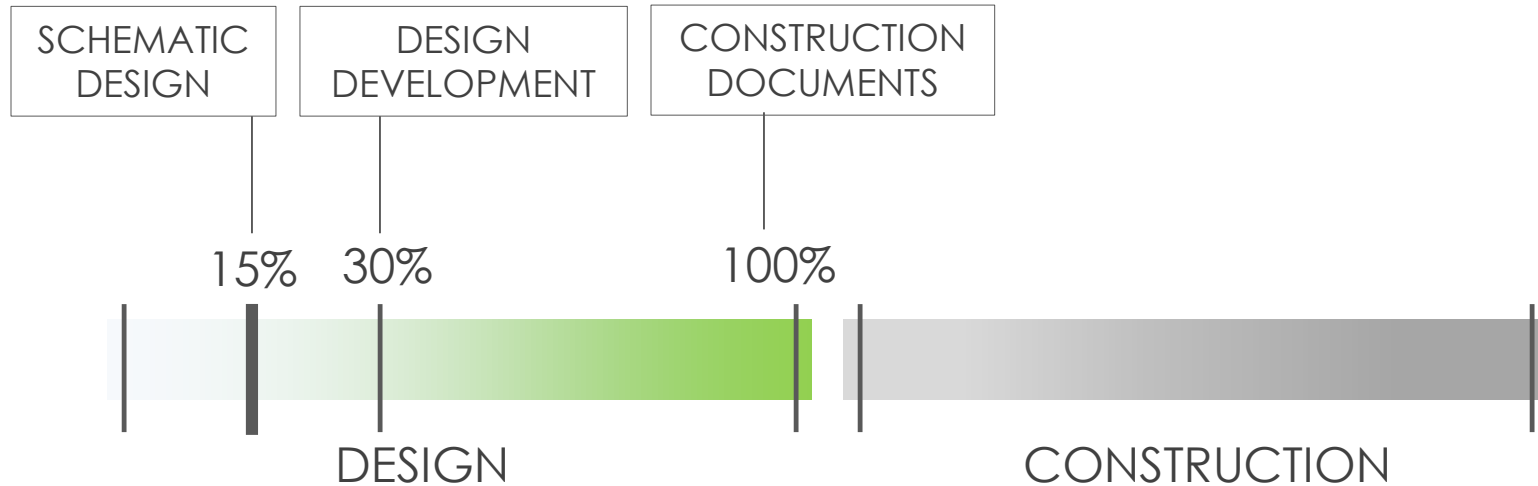 SCHEMATIC
DESIGN
DESIGN
DEVELOPMENT
CONSTRUCTION
DOCUMENTS
15%
30%
100%
DESIGN
CONSTRUCTION